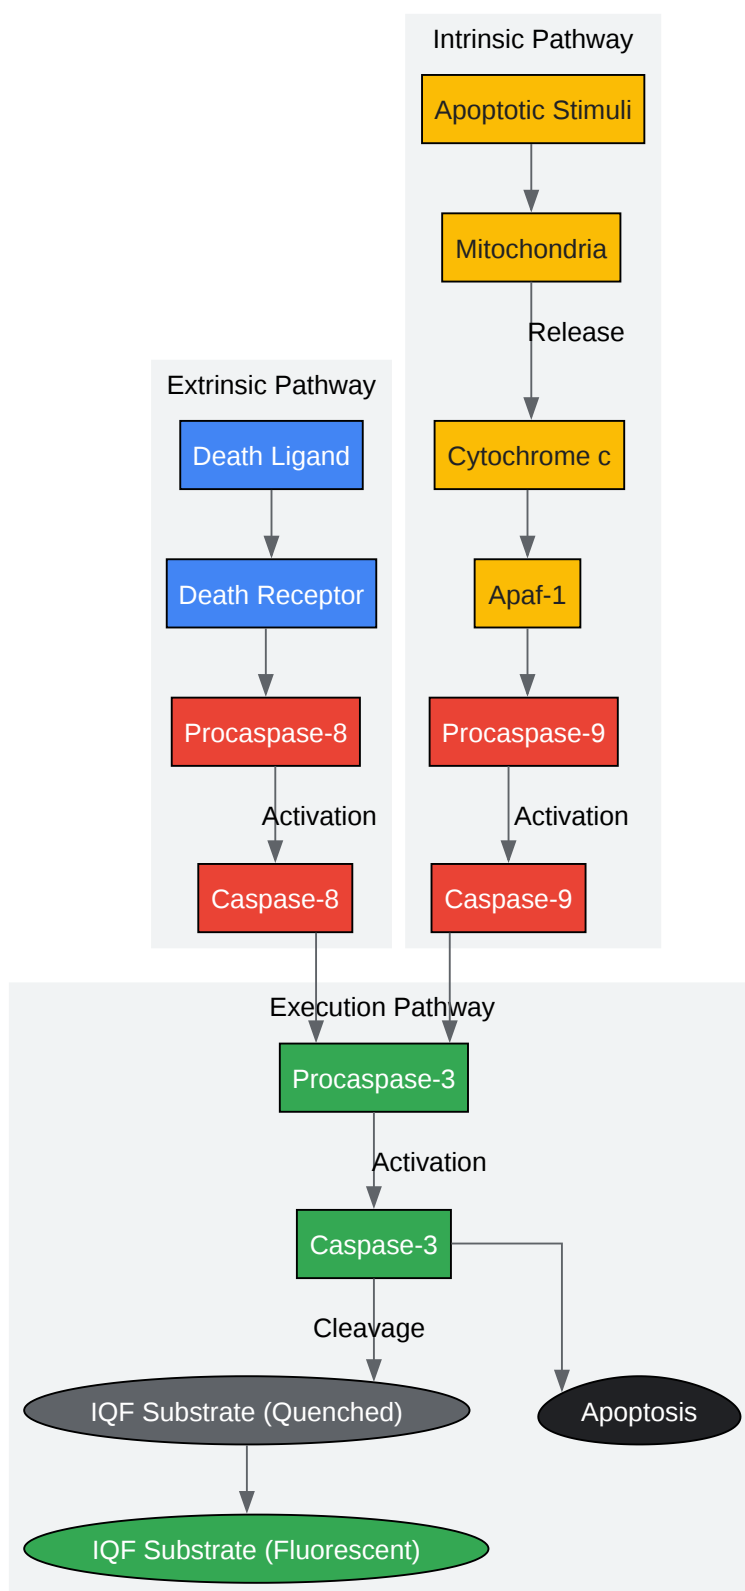 Intrinsic Pathway
Apoptotic Stimuli
Mitochondria
Release
Extrinsic Pathway
Death Ligand
Cytochrome c
Death Receptor
Apaf-1
Procaspase-8
Procaspase-9
Activation
Activation
Caspase-8
Caspase-9
Execution Pathway
Procaspase-3
Activation
Caspase-3
Cleavage
IQF Substrate (Quenched)
Apoptosis
IQF Substrate (Fluorescent)